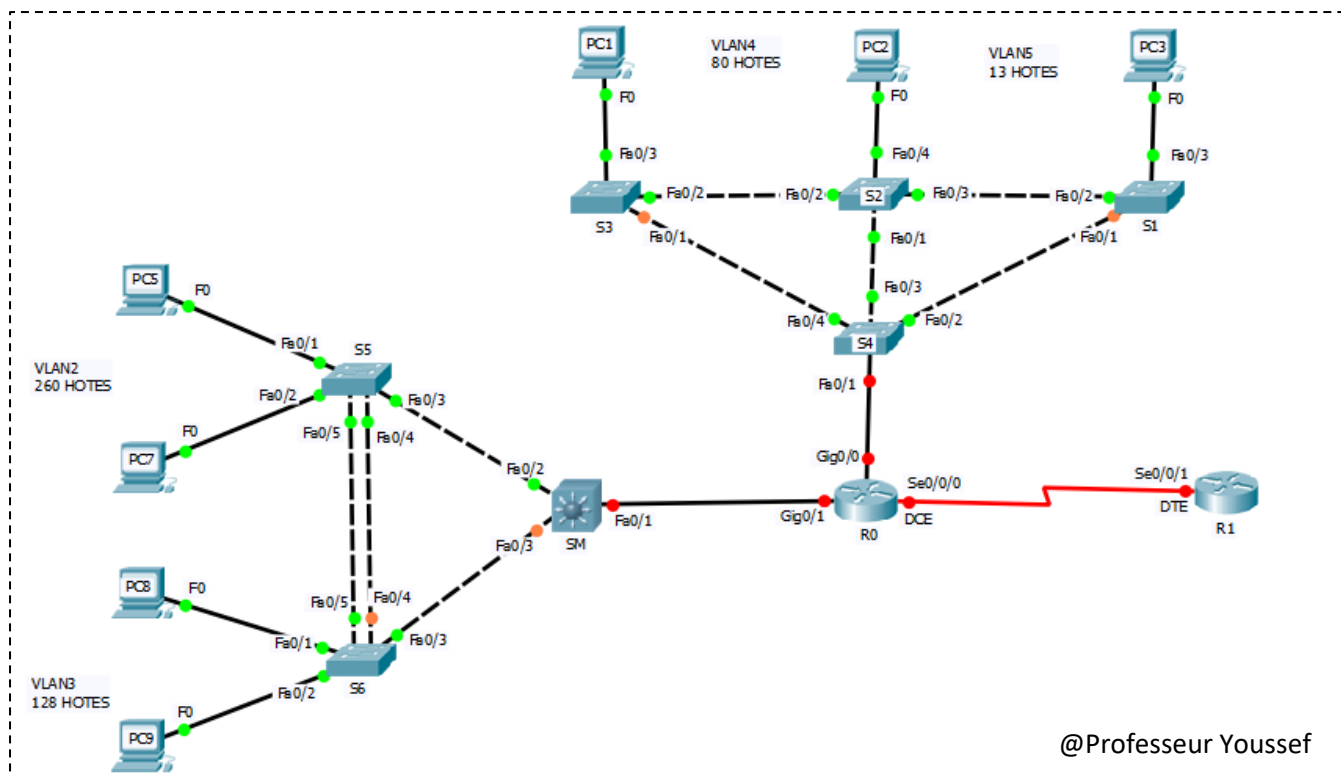 PC1
VLAN4
80 HOTES
PC2
VLAN5
13 HOTES
PC3
F0
F0
F0
Fa0/3
Fa0/4
Fa0/3
Fa0/2
Fa0/2
S2
Fa0/3
Fa0/2
S3
Fa0/1
Fa0/1
Fa0/1
S1
PC5
F0
Fa0/3
Fa0/4
S4
Fa0/2
Fa0/1
S5
VLAN2
260 HOTES
Fa0/2
Fa0/3
Fa0/1
F0
Fa0/5
Fa0/4
PC7
Fa0/2
Gig0/0
Se0/0/1
Se0/0/0
Fa0/1
Gig0/1
DCE
DTE
R1
SM
R0
Fa0/3
PC8
F0
Fa0/5
Fa0/4
Fa0/1
Fa0/3
VLAN3
128 HOTES
Fa0/2
S6
F0
PC9
@Professeur Youssef